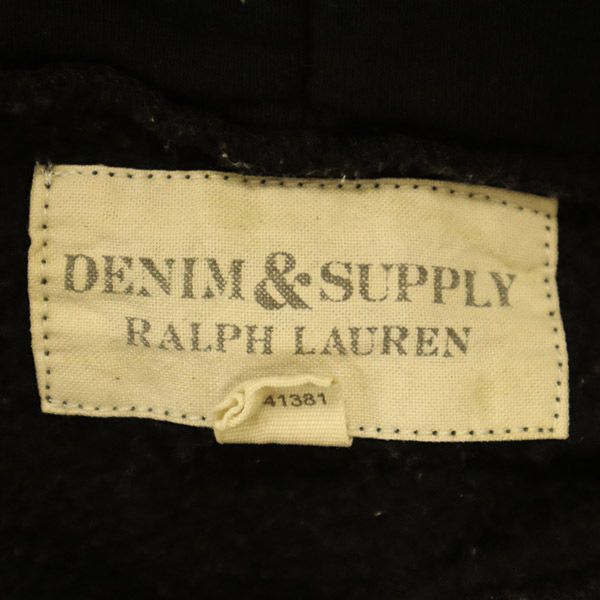 DENIM & SUPPLY
RALPH LAUREN
41381